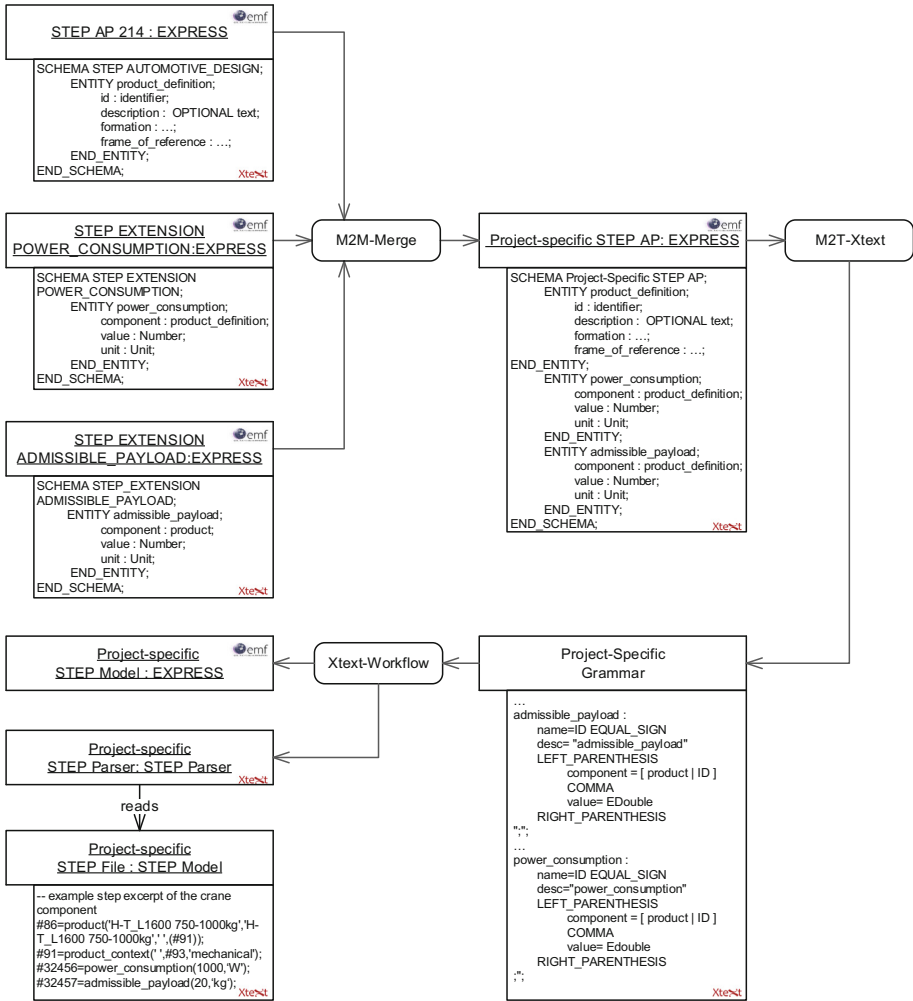 emf
STEP AP 214 : EXPRESS
SCHEMA STEP AUTOMOTIVE_DESIGN;
ENTITY product_definition;
id : identifier;
description : OPTIONAL text;
formation : ...;
frame_of_reference : ...;
END_ENTITY;
END_SCHEMA;
Xtext
emf
STEP EXTENSION
POWER_CONSUMPTION:EXPRESS
SCHEMA STEP EXTENSION
POWER_CONSUMPTION;
ENTITY power_consumption;
component : product_definition;
value : Number;
unit : Unit;
END_ENTITY;
END_SCHEMA;
Xtext
emf
STEP EXTENSION
ADMISSIBLE_PAYLOAD:EXPRESS
SCHEMA STEP_EXTENSION
ADMISSIBLE_PAYLOAD;
ENTITY admissible_payload;
component : product;
value : Number;
unit : Unit;
END_ENTITY;
END_SCHEMA;
Xtext
M2M-Merge
emf
Project-specific STEP AP: EXPRESS
SCHEMA Project-Specific STEP AP;
ENTITY product_definition;
id : identifier;
description : OPTIONAL text;
formation : ...;
frame_of_reference : ...;
END_ENTITY;
ENTITY power_consumption;
component : product_definition;
value : Number;
unit : Unit;
END_ENTITY;
ENTITY admissible_payload;
component : product_definition;
value : Number;
unit : Unit;
END_ENTITY;
END_SCHEMA;
Xtext
M2T-Xtext
Project-Specific
Grammar
...
admissible_payload :
name=ID EQUAL_SIGN
desc= "admissible_payload"
LEFT_PARENTHESIS
component = [ product | ID ]
COMMA
value= EDouble
RIGHT_PARENTHESIS
";";
...
power_consumption :
name=ID EQUAL_SIGN
desc="power_consumption"
LEFT_PARENTHESIS
component = [ product | ID ]
COMMA
value= Edouble
RIGHT_PARENTHESIS
;";
Xtext
Xtext-Workflow
emf
Project-specific
STEP Model : EXPRESS
Project-specific
STEP Parser: STEP Parser
Xtext
reads
Project-specific
STEP File : STEP Model
-- example step excerpt of the crane
component
#86=product('H-T_L1600 750-1000kg','H-
T_L1600 750-1000kg',' ',(#91));
#91=product_context(' ',#93,'mechanical');
#32456=power_consumption(1000,'W');
#32457=admissible_payload(20,'kg');
Xtext